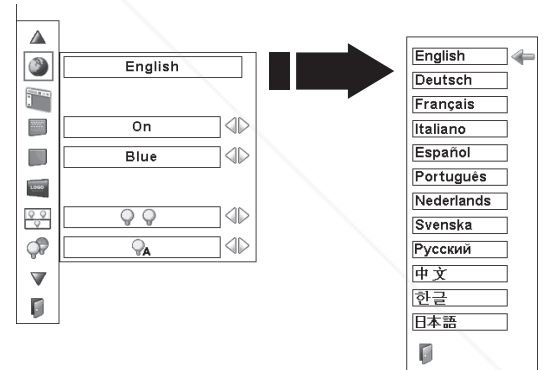 English
On
Blue
LOGO
A
English
Deutsch
Français
Italiano
Español
Português
Nederlands
Svenska
Русский
中文
한글
日本語